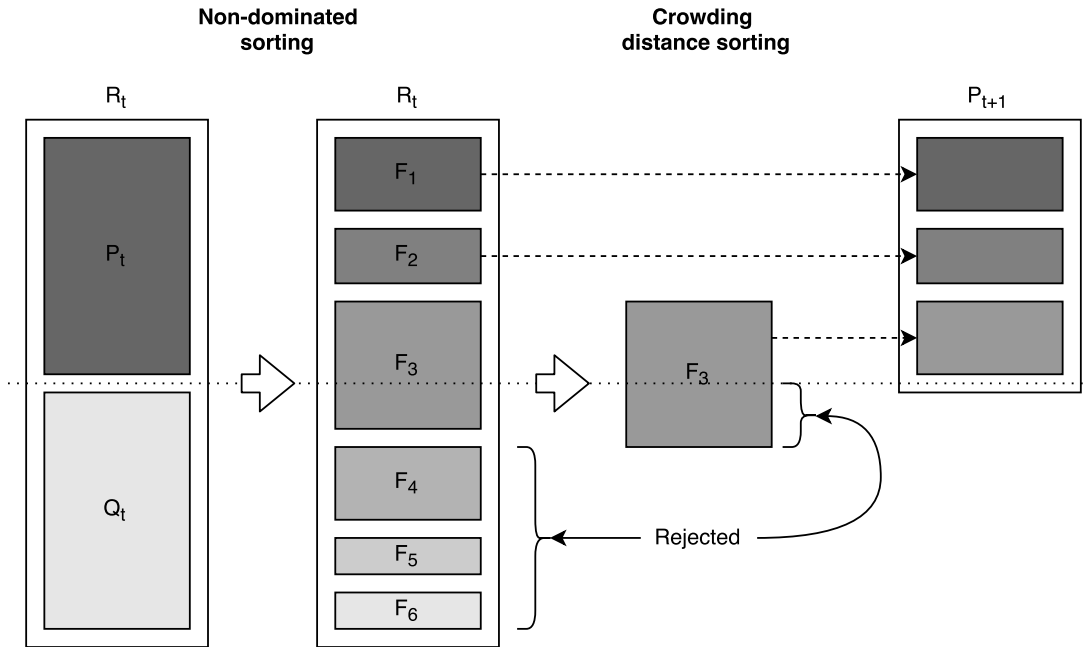 Non-dominated
sorting
Crowding
distance sorting
Rt
Rt
Pt+1
Pt
Qt
F1
F2
F3
F4
F5
F6
F3
Rejected